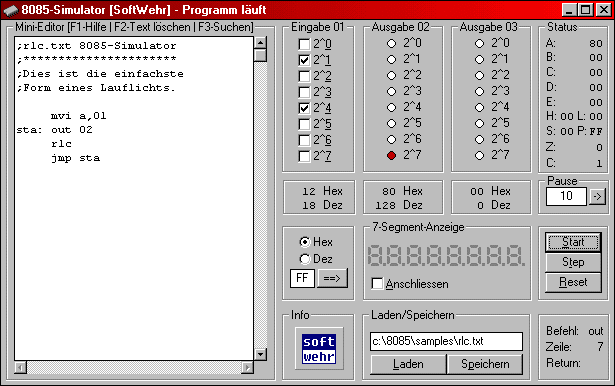 8085-Simulator [SoftWehr] - Programm läuft
Mini-Editor [F1-Hilfe | F2-Text löschen | F3-Suchen]
;rlc.txt 8085-Simulator
;*********************
;Dies ist die einfachste
;Form eines Lauflichts.
mvi a,01
sta: out 02
rlc
jmp sta
Eingabe 01
2^0
2^1
2^2
2^3
2^4
2^5
2^6
2^7
12 Hex
18 Dez
Ausgabe 02
2^0
2^1
2^2
2^3
2^4
2^5
2^6
2^7
80 Hex
128 Dez
Ausgabe 03
2^0
2^1
2^2
2^3
2^4
2^5
2^6
2^7
00 Hex
0 Dez
Status
A: 80
B: 00
C: 00
D: 00
E: 00
H: 00 L: 00
S: 00 P: FF
Z: 0
C: 1
Pause
10 ->
Hex
Dez
FF ==>
7-Segment-Anzeige
8.8.8.8.8.8.8.8.
Anschliessen
Start
Step
Reset
Info
soft
wehr
Laden/Speichern
c:\8085\samples\rlc.txt
Laden Speichern
Befehl: out
Zeile: 7
Return: